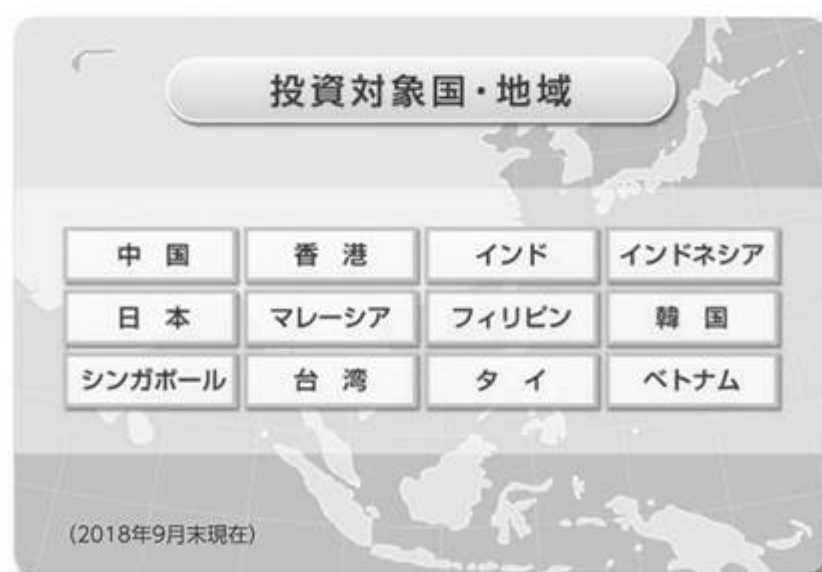 投資対象国・地域
中国 香港 インド インドネシア
日本 マレーシア フィリピン 韓国
シンガポール 台湾 タイ ベトナム
(2018年9月末現在)